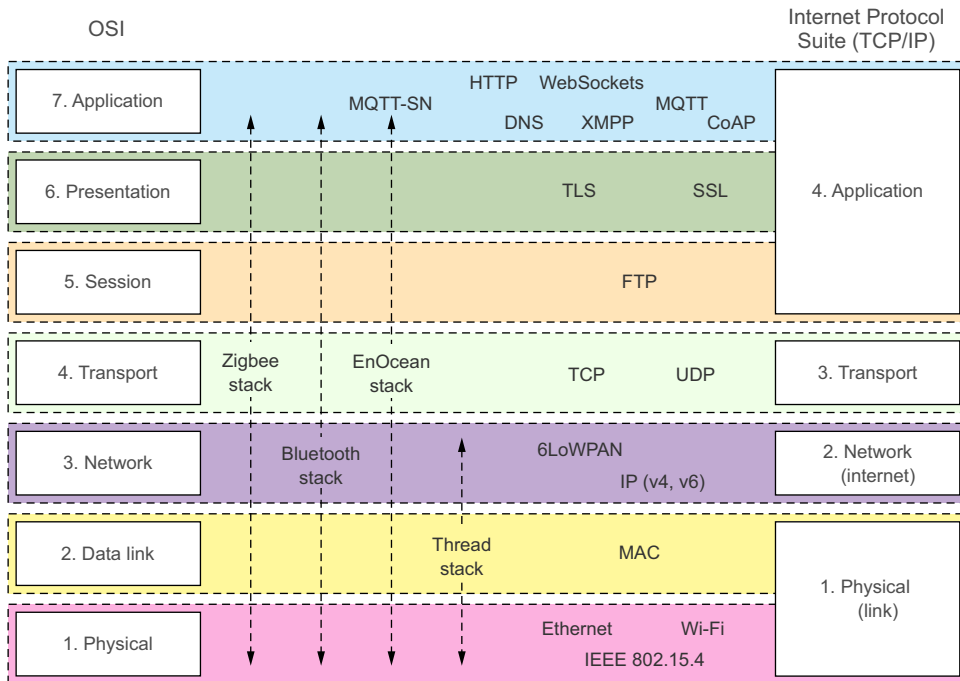 OSI
Internet Protocol
Suite (TCP/IP)
7. Application
HTTP WebSockets
MQTT-SN
MQTT
DNS XMPP CoAP
6. Presentation
TLS SSL
4. Application
5. Session
FTP
4. Transport
Zigbee
stack
EnOcean
stack
TCP UDP
3. Transport
3. Network
Bluetooth
stack
6LoWPAN
IP (v4, v6)
2. Network
(internet)
2. Data link
Thread
stack
MAC
1. Physical
(link)
1. Physical
Ethernet Wi-Fi
IEEE 802.15.4